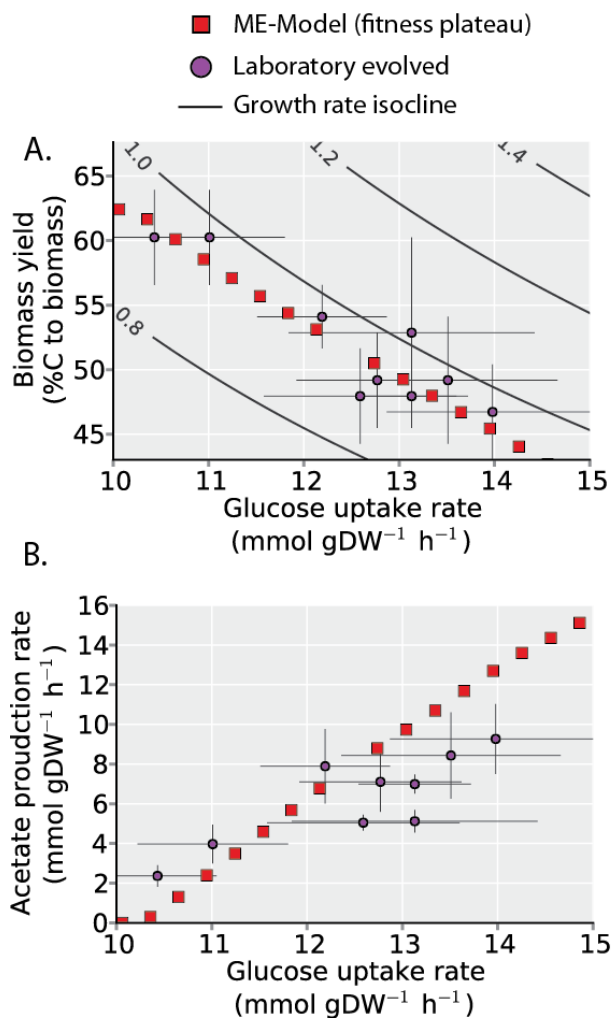 ME-Model (fitness plateau)
Laboratory evolved
Growth rate isocline
A.
1.0
1.2
1.4
0.8
65
60
55
50
45
Biomass yield
(%C to biomass)
10 11 12 13 14 15
Glucose uptake rate
(mmol gDW⁻¹ h⁻¹)
B.
16
14
12
10
8
6
4
2
0
Acetate proudction rate
(mmol gDW⁻¹ h⁻¹)
10 11 12 13 14 15
Glucose uptake rate
(mmol gDW⁻¹ h⁻¹)